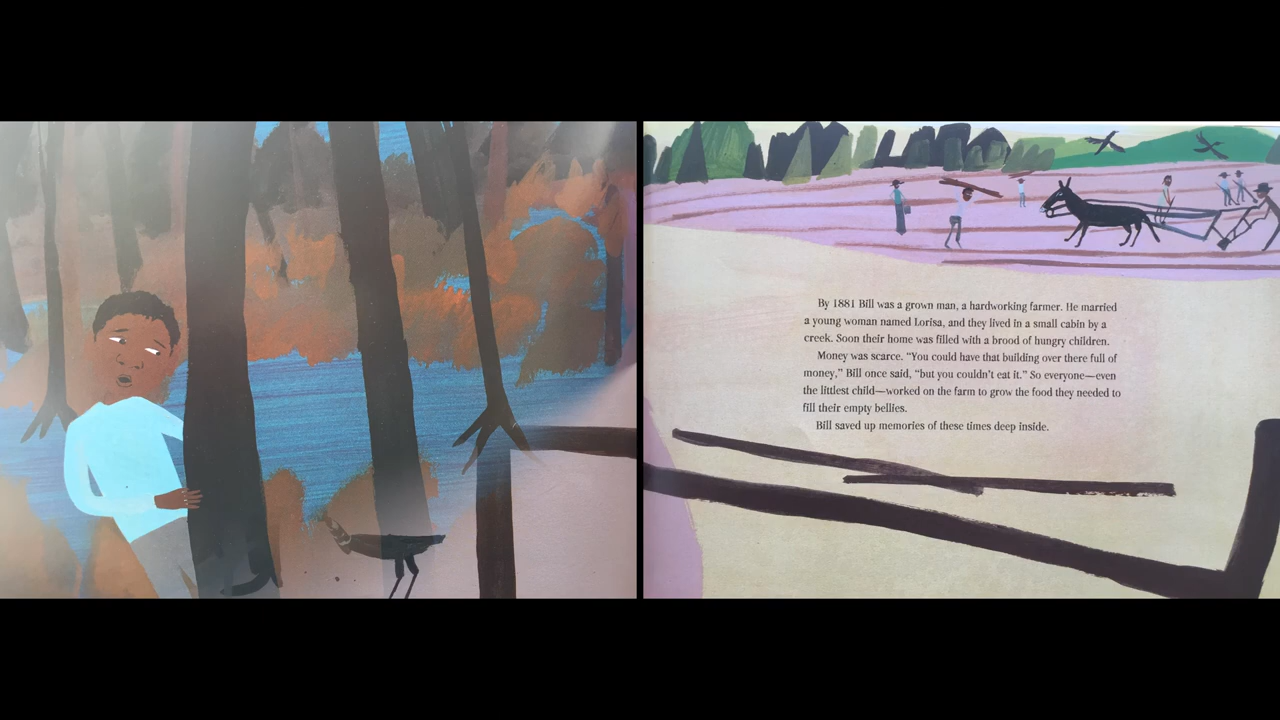 By 1881 Bill was a grown man, a hardworking farmer. He married
a young woman named Lorisa, and they lived in a small cabin by a
creek. Soon their home was filled with a brood of hungry children.
Money was scarce. “You could have that building over there full of
money,” Bill once said, “but you couldn’t eat it.” So everyone—even
the littlest child—worked on the farm to grow the food they needed to
fill their empty bellies.
Bill saved up memories of these times deep inside.